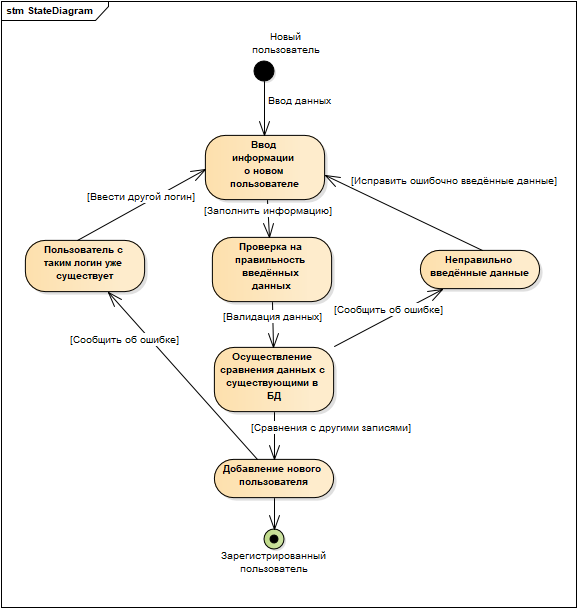 stm StateDiagram
Новый
пользователь
Ввод данных
Ввод
информации
о новом
пользователе
[Исправить ошибочно введённые данные]
[Ввести другой логин]
[Заполнить информацию]
Пользователь с
таким логин уже
существует
Проверка на
правильность
введённых
данных
Неправильно
введённые данные
[Валидация данных]
[Сообщить об ошибке]
[Сообщить об ошибке]
Осуществление
сравнения данных с
существующими в
БД
[Сравнения с другими записями]
Добавление нового
пользователя
Зарегистрированный
пользователь